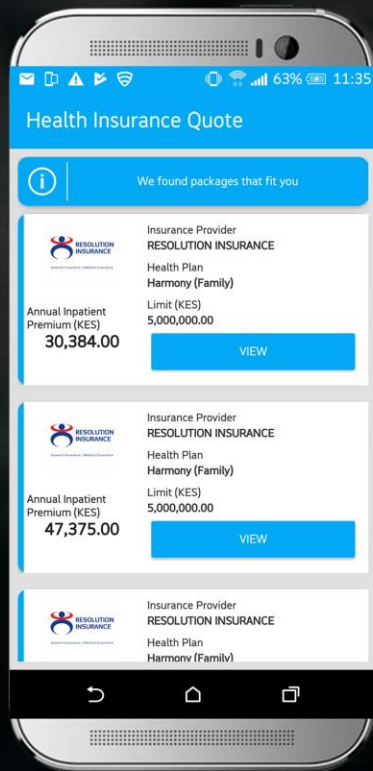 63% 11:35
Health Insurance Quote
We found packages that fit you
RESOLUTION
INSURANCE
Insurance Provider
RESOLUTION INSURANCE
Health Plan
Harmony (Family)
Annual Inpatient
Premium (KES)
30,384.00
Limit (KES)
5,000,000.00
VIEW
RESOLUTION
INSURANCE
Insurance Provider
RESOLUTION INSURANCE
Health Plan
Harmony (Family)
Annual Inpatient
Premium (KES)
47,375.00
Limit (KES)
5,000,000.00
VIEW
RESOLUTION
INSURANCE
Insurance Provider
RESOLUTION INSURANCE
Health Plan
Harmony (Family)